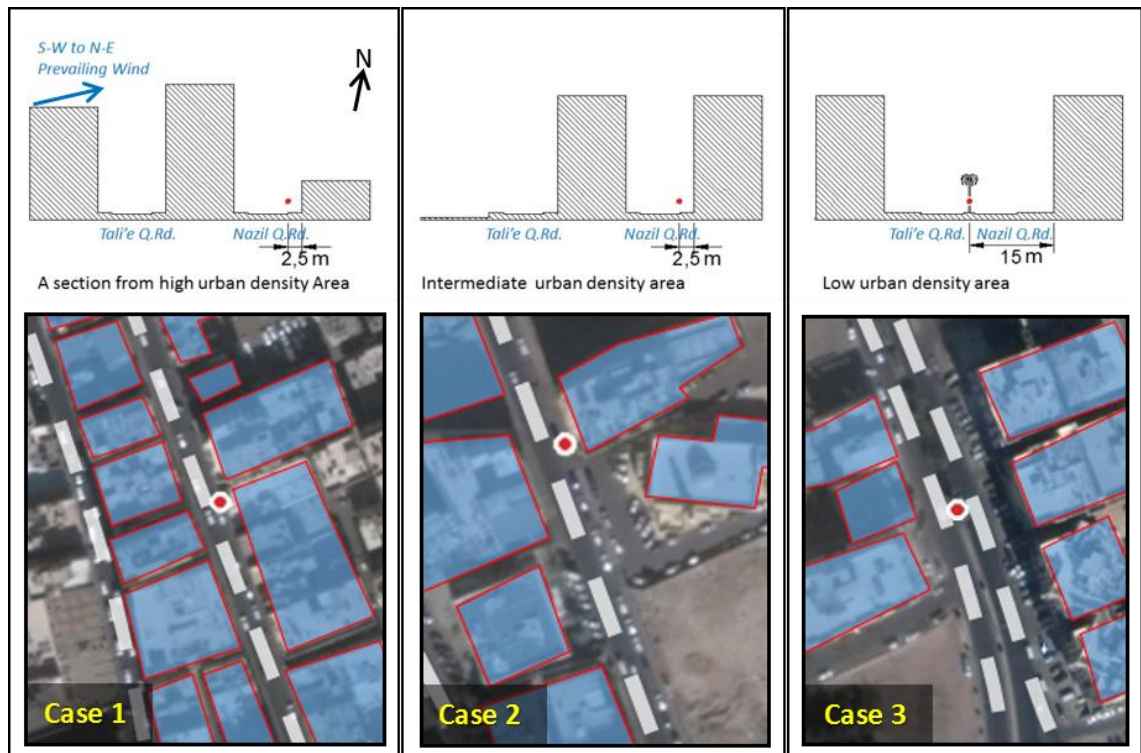 S-W to N-E
Prevailing Wind
N
Tali'e Q.Rd.
Nazil Q.Rd.
2,5 m
A section from high urban density Area
Tali'e Q.Rd.
Nazil Q.Rd.
2,5 m
Intermediate urban density area
Tali'e Q.Rd.
Nazil Q.Rd.
15 m
Low urban density area
Case 1
Case 2
Case 3